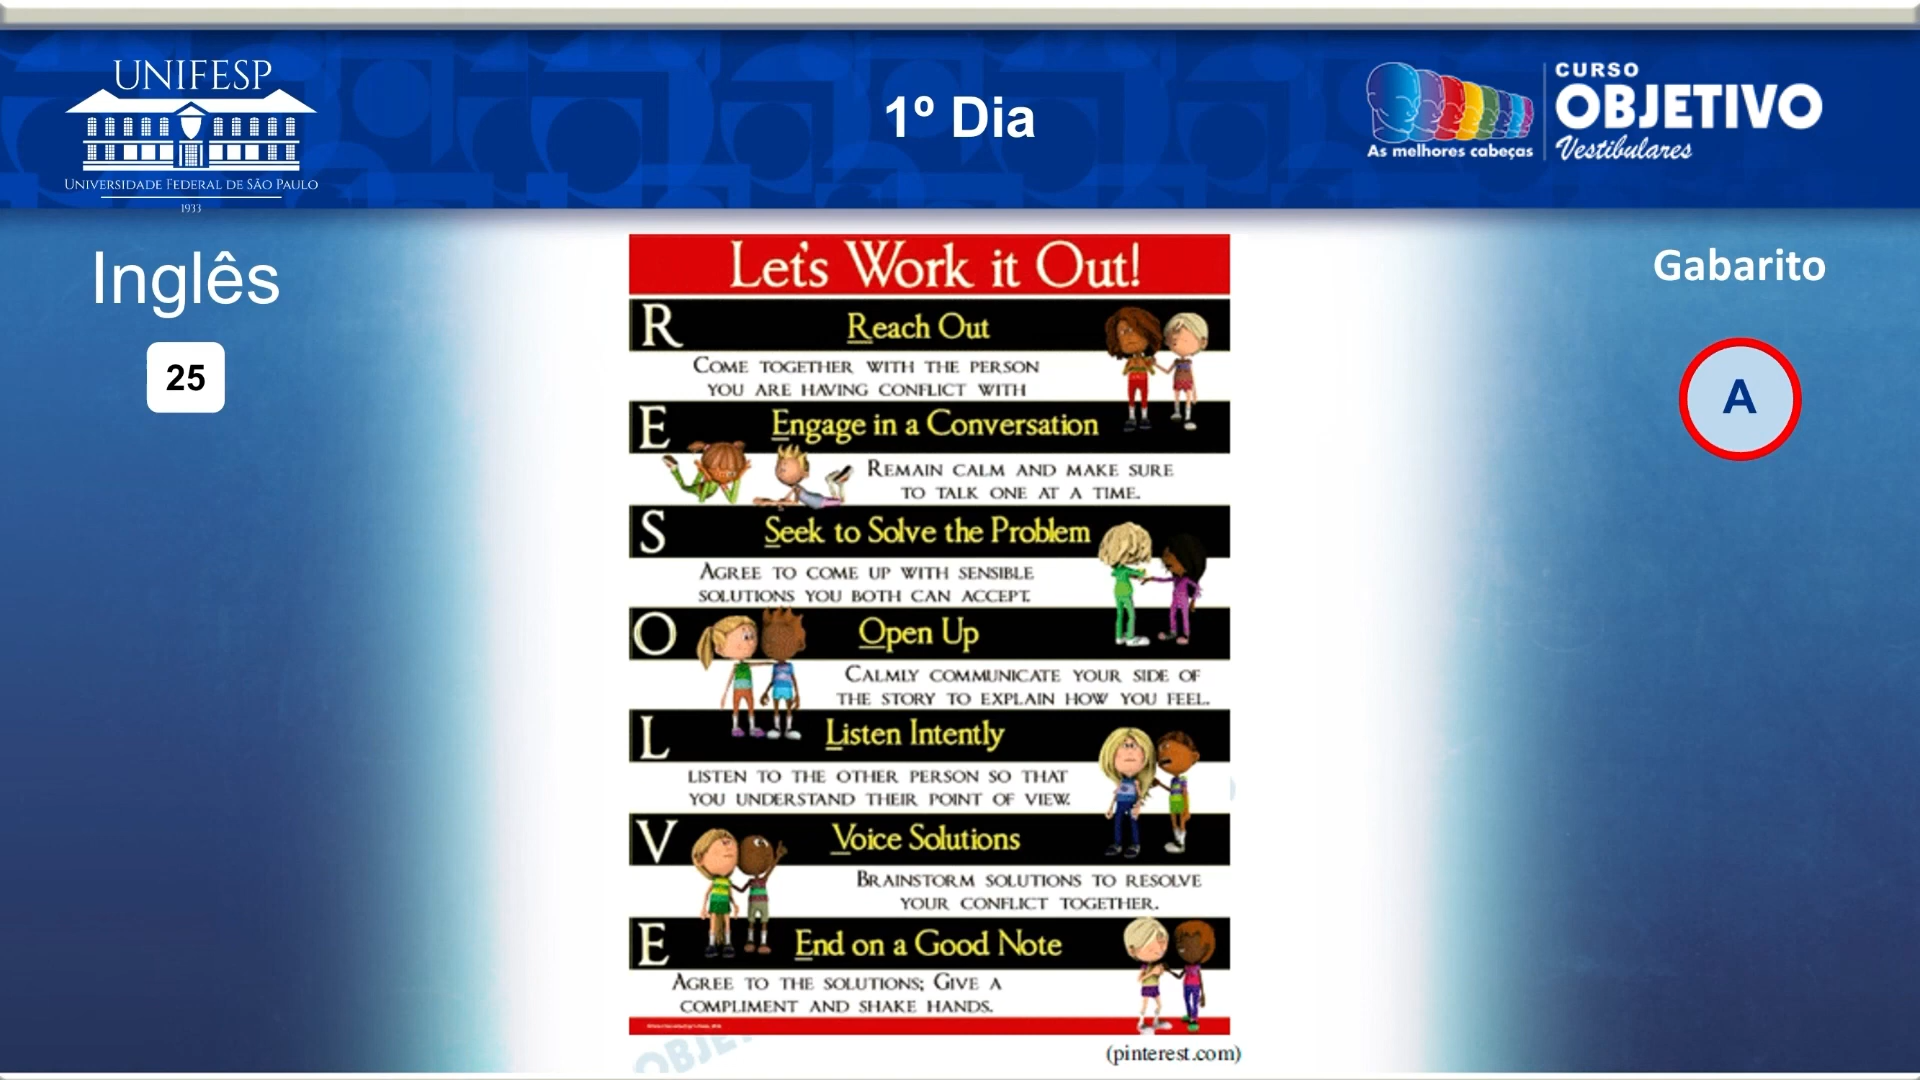 UNIFESP
UNIVERSIDADE FEDERAL DE SÃO PAULO
1933
1º Dia
CURSO
OBJETIVO
Vestibulares
As melhores cabeças
Inglês
25
Gabarito
A
Let's Work it Out!
R
Reach Out
COME TOGETHER WITH THE PERSON
YOU ARE HAVING CONFLICT WITH
E
Engage in a Conversation
REMAIN CALM AND MAKE SURE
TO TALK ONE AT A TIME.
S
Seek to Solve the Problem
AGREE TO COME UP WITH SENSIBLE
SOLUTIONS YOU BOTH CAN ACCEPT.
O
Open Up
CALMLY COMMUNICATE YOUR SIDE OF
THE STORY TO EXPLAIN HOW YOU FEEL.
L
Listen Intently
LISTEN TO THE OTHER PERSON SO THAT
YOU UNDERSTAND THEIR POINT OF VIEW.
V
Voice Solutions
BRAINSTORM SOLUTIONS TO RESOLVE
YOUR CONFLICT TOGETHER.
E
End on a Good Note
AGREE TO THE SOLUTIONS; GIVE A
COMPLIMENT AND SHAKE HANDS.
(pinterest.com)